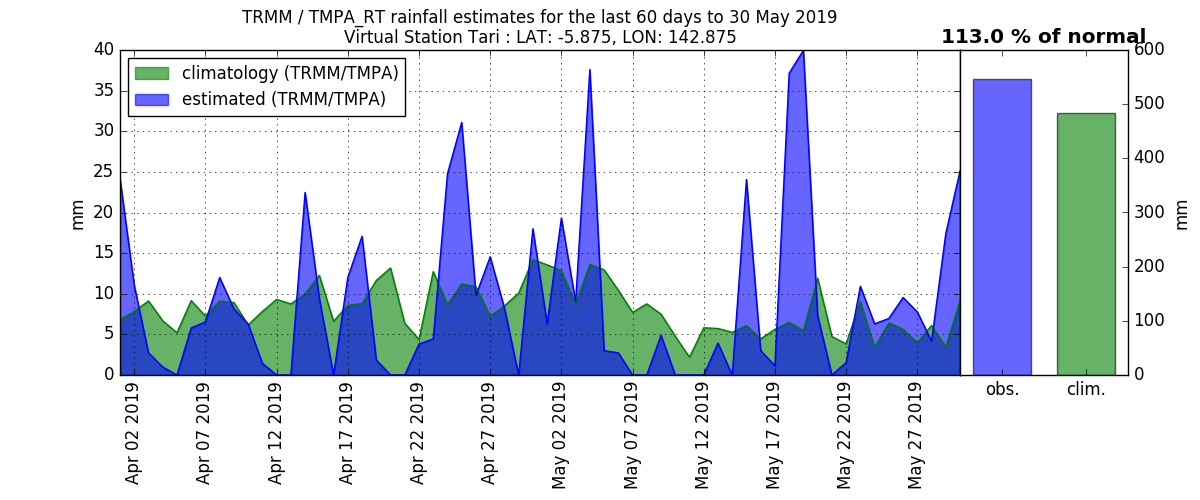 TRMM / TMPA_RT rainfall estimates for the last 60 days to 30 May 2019
Virtual Station Tari : LAT: -5.875, LON: 142.875
113.0 % of normal
climatology (TRMM/TMPA)
estimated (TRMM/TMPA)
mm
40
35
30
25
20
15
10
5
0
Apr 02 2019
Apr 07 2019
Apr 12 2019
Apr 17 2019
Apr 22 2019
Apr 27 2019
May 02 2019
May 07 2019
May 12 2019
May 17 2019
May 22 2019
May 27 2019
600
500
400
300
200
100
0
mm
obs.
clim.